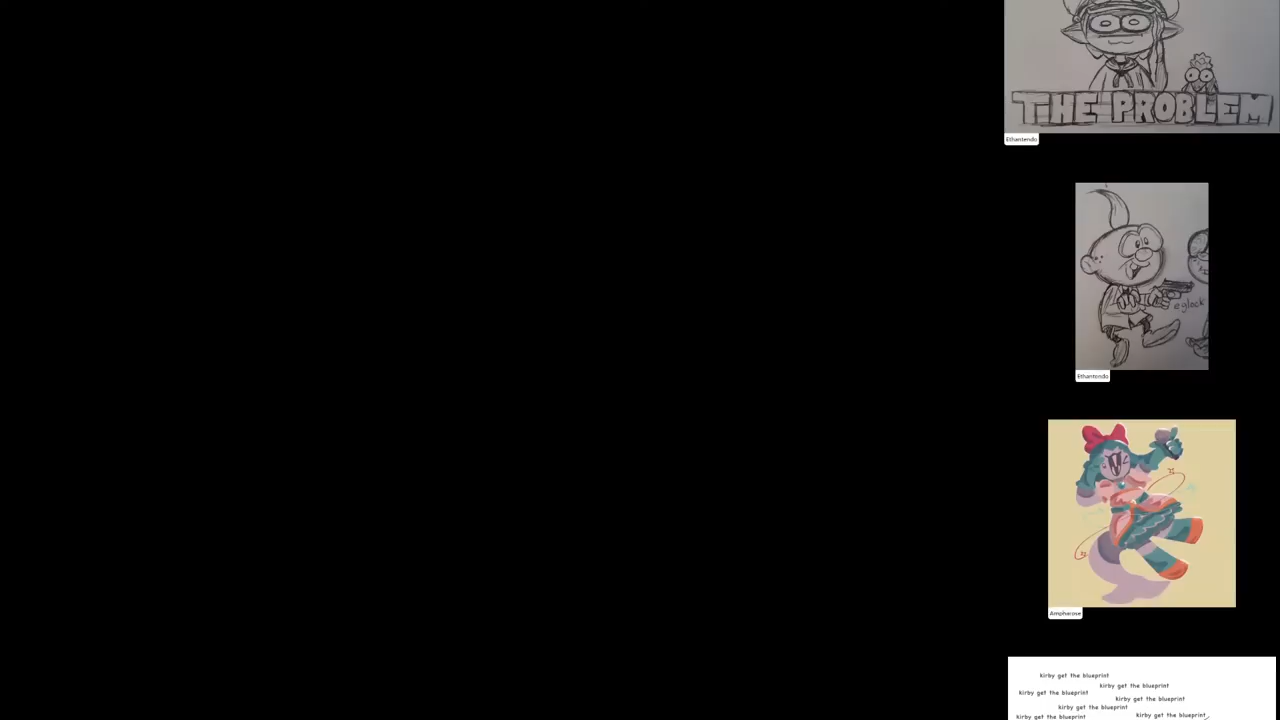 THE PROBLEM
Ethantendo
eglock
Ethantendo
Ampharose
kirby get the blueprint
kirby get the blueprint
kirby get the blueprint
kirby get the blueprint
kirby get the blueprint
kirby get the blueprint
kirby get the blueprint